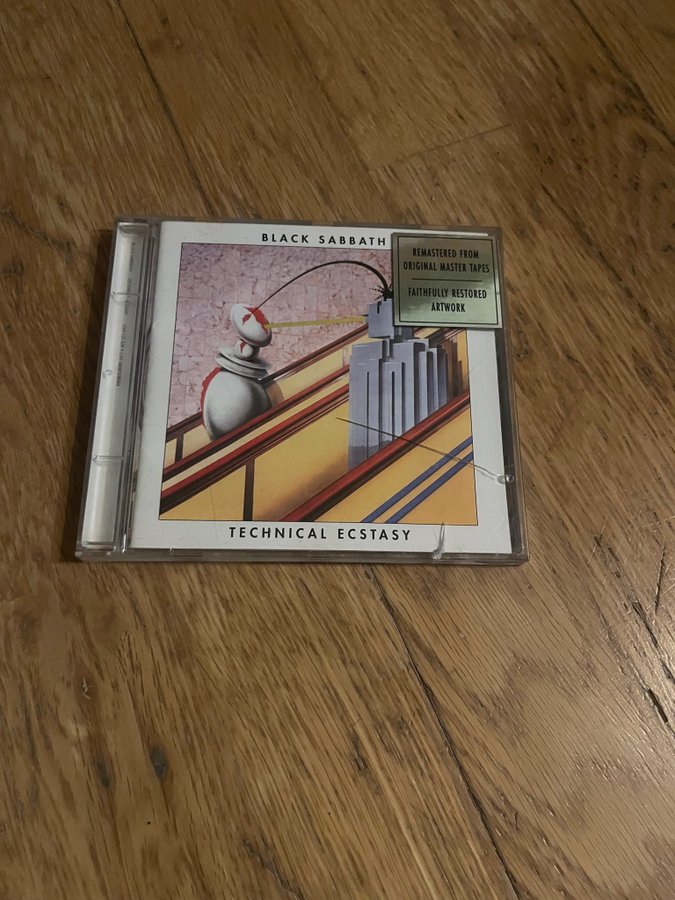 BLACK SABBATH
REMASTERED FROM
ORIGINAL MASTER TAPES
FAITHFULLY RESTORED
ARTWORK
TECHNICAL ECSTASY